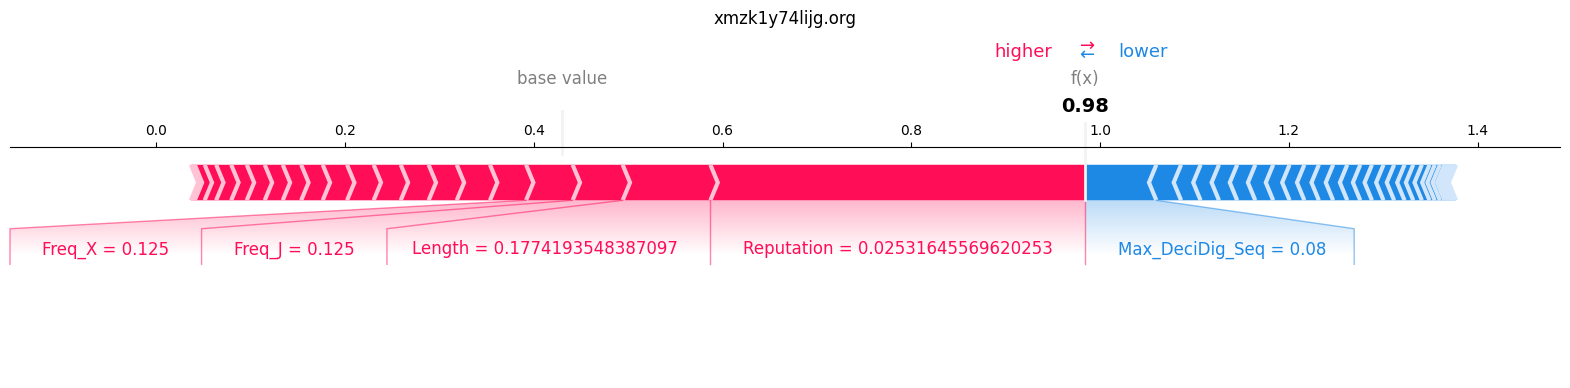 xmzk1y74lijg.org
higher ⇄ lower
base value f(x)
0.98
0.0 0.2 0.4 0.6 0.8 1.0 1.2 1.4
Freq_X = 0.125 Freq_J = 0.125 Length = 0.1774193548387097 Reputation = 0.02531645569620253 Max_DeciDig_Seq = 0.08